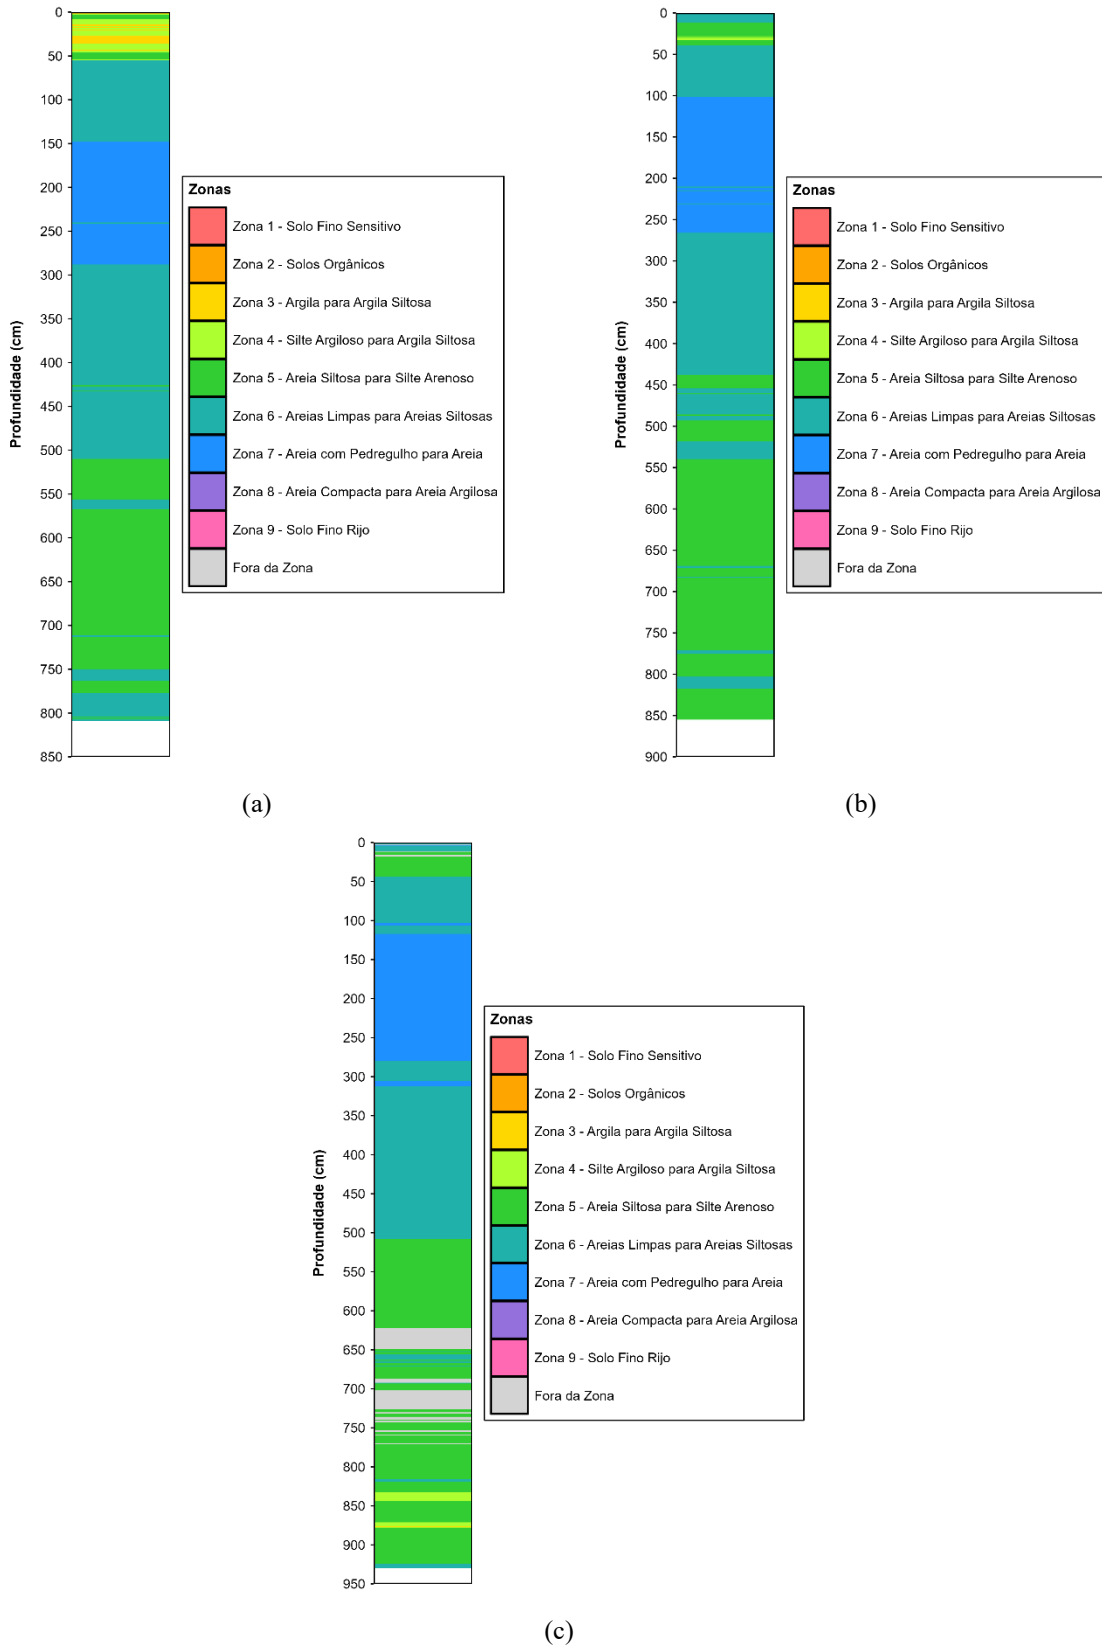 0
50
100
150
200
250
300
350
400
450
500
550
600
650
700
750
800
850
Profundidade (cm)
Zonas
Zona 1 - Solo Fino Sensitivo
Zona 2 - Solos Orgânicos
Zona 3 - Argila para Argila Siltosa
Zona 4 - Silte Argiloso para Argila Siltosa
Zona 5 - Areia Siltosa para Silte Arenoso
Zona 6 - Areias Limpas para Areias Siltosas
Zona 7 - Areia com Pedregulho para Areia
Zona 8 - Areia Compacta para Areia Argilosa
Zona 9 - Solo Fino Rijo
Fora da Zona
(a)
0
50
100
150
200
250
300
350
400
450
500
550
600
650
700
750
800
850
900
Profundidade (cm)
Zonas
Zona 1 - Solo Fino Sensitivo
Zona 2 - Solos Orgânicos
Zona 3 - Argila para Argila Siltosa
Zona 4 - Silte Argiloso para Argila Siltosa
Zona 5 - Areia Siltosa para Silte Arenoso
Zona 6 - Areias Limpas para Areias Siltosas
Zona 7 - Areia com Pedregulho para Areia
Zona 8 - Areia Compacta para Areia Argilosa
Zona 9 - Solo Fino Rijo
Fora da Zona
(b)
0
50
100
150
200
250
300
350
400
450
500
550
600
650
700
750
800
850
900
950
Profundidade (cm)
Zonas
Zona 1 - Solo Fino Sensitivo
Zona 2 - Solos Orgânicos
Zona 3 - Argila para Argila Siltosa
Zona 4 - Silte Argiloso para Argila Siltosa
Zona 5 - Areia Siltosa para Silte Arenoso
Zona 6 - Areias Limpas para Areias Siltosas
Zona 7 - Areia com Pedregulho para Areia
Zona 8 - Areia Compacta para Areia Argilosa
Zona 9 - Solo Fino Rijo
Fora da Zona
(c)